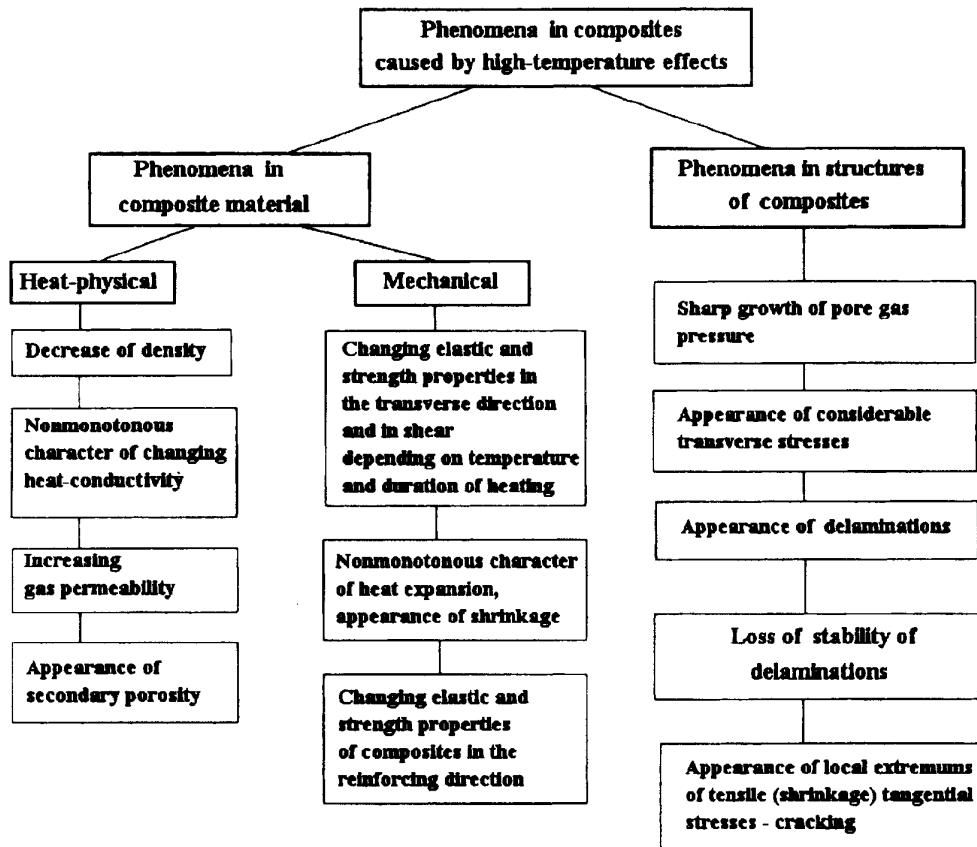 Phenomena in composites
caused by high-temperature effects
Phenomena in
composite material
Phenomena in structures
of composites
Heat-physical
Mechanical
Decrease of density
Nonmonotonous
character of changing
heat-conductivity
Increasing
gas permeability
Appearance of
secondary porosity
Changing elastic and
strength properties in
the transverse direction
and in shear
depending on temperature
and duration of heating
Nonmonotonous character
of heat expansion,
appearance of shrinkage
Changing elastic and
strength properties
of composites in the
reinforcing direction
Sharp growth of pore gas
pressure
Appearance of considerable
transverse stresses
Appearance of delaminations
Loss of stability of
delaminations
Appearance of local extremums
of tensile (shrinkage) tangential
stresses - cracking